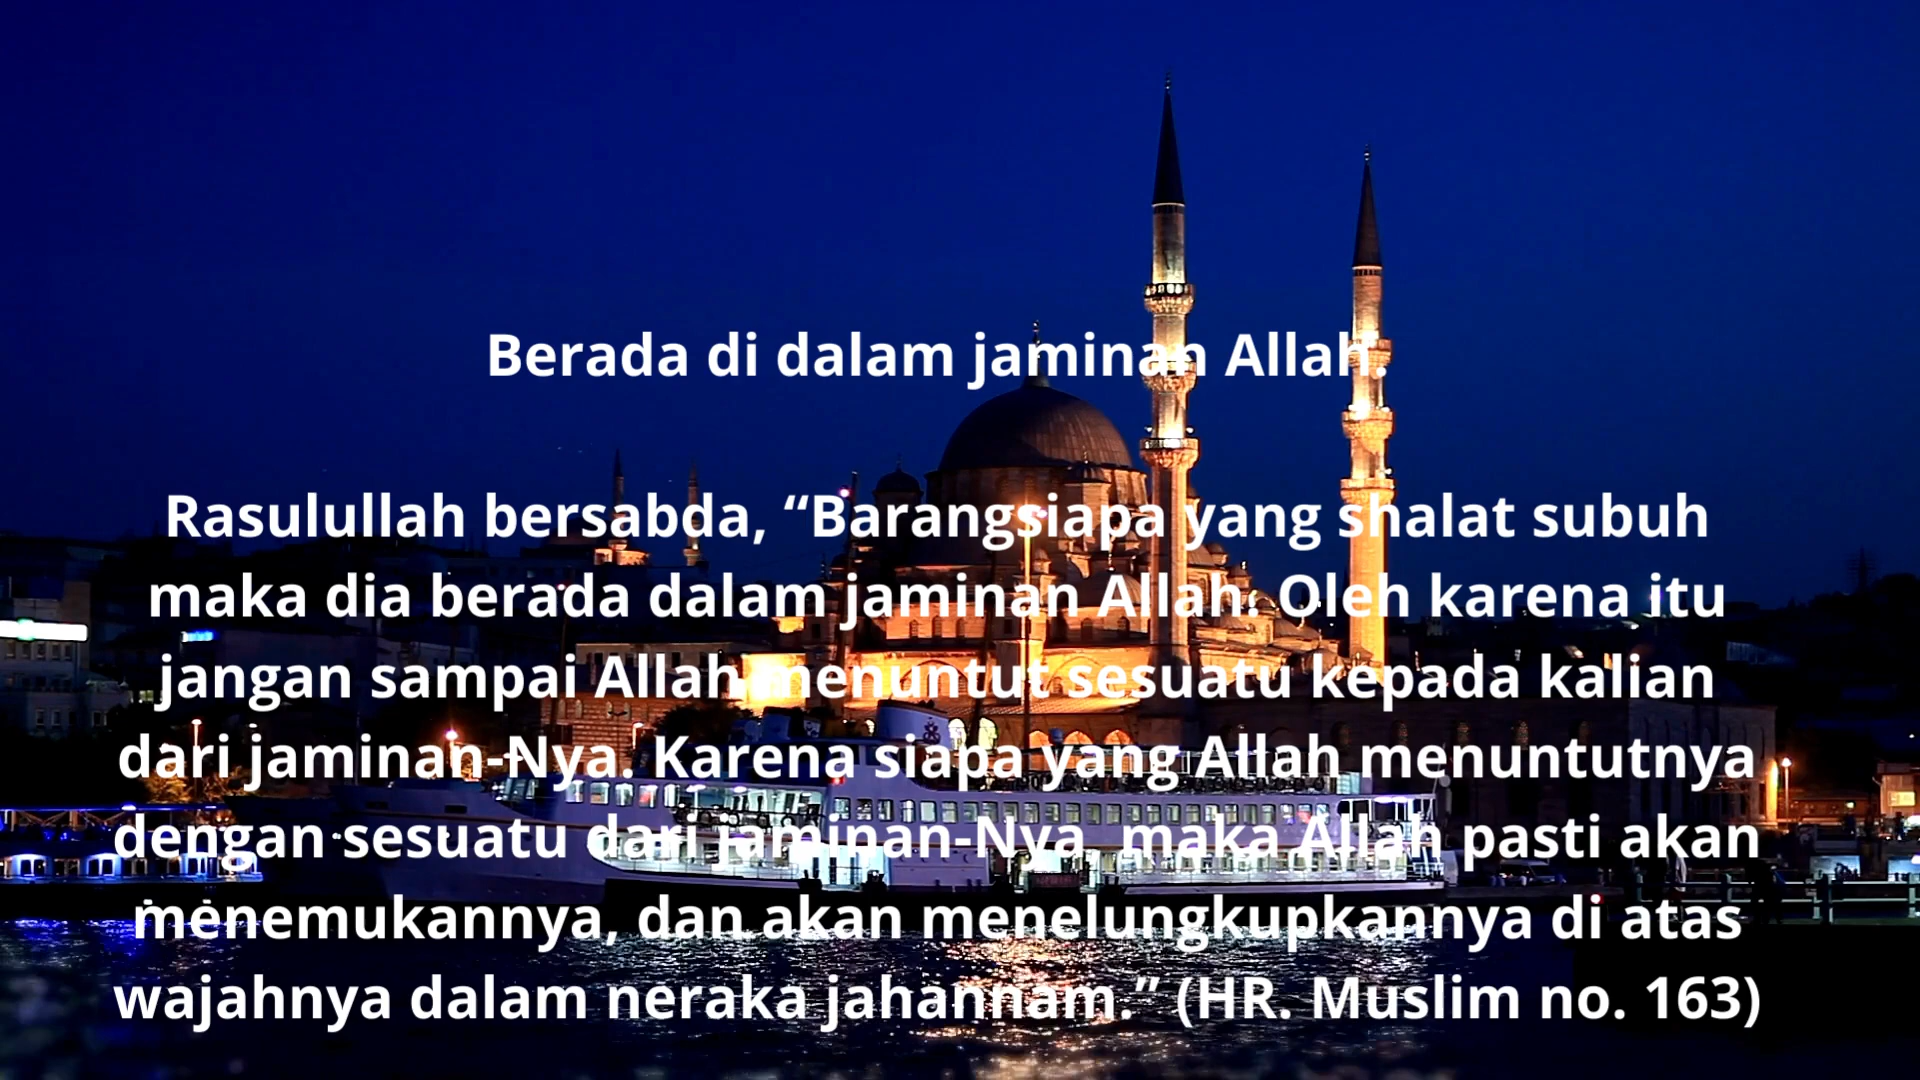 Berada di dalam jaminan Allah.
Rasulullah bersabda, “Barangsiapa yang shalat subuh
maka dia berada dalam jaminan Allah. Oleh karena itu
jangan sampai Allah menuntut sesuatu kepada kalian
dari jaminan-Nya. Karena siapa yang Allah menuntutnya
dengan sesuatu dari jaminan-Nya, maka Allah pasti akan
menemukannya, dan akan menelungkupkannya di atas
wajahnya dalam neraka jahannam.” (HR. Muslim no. 163)